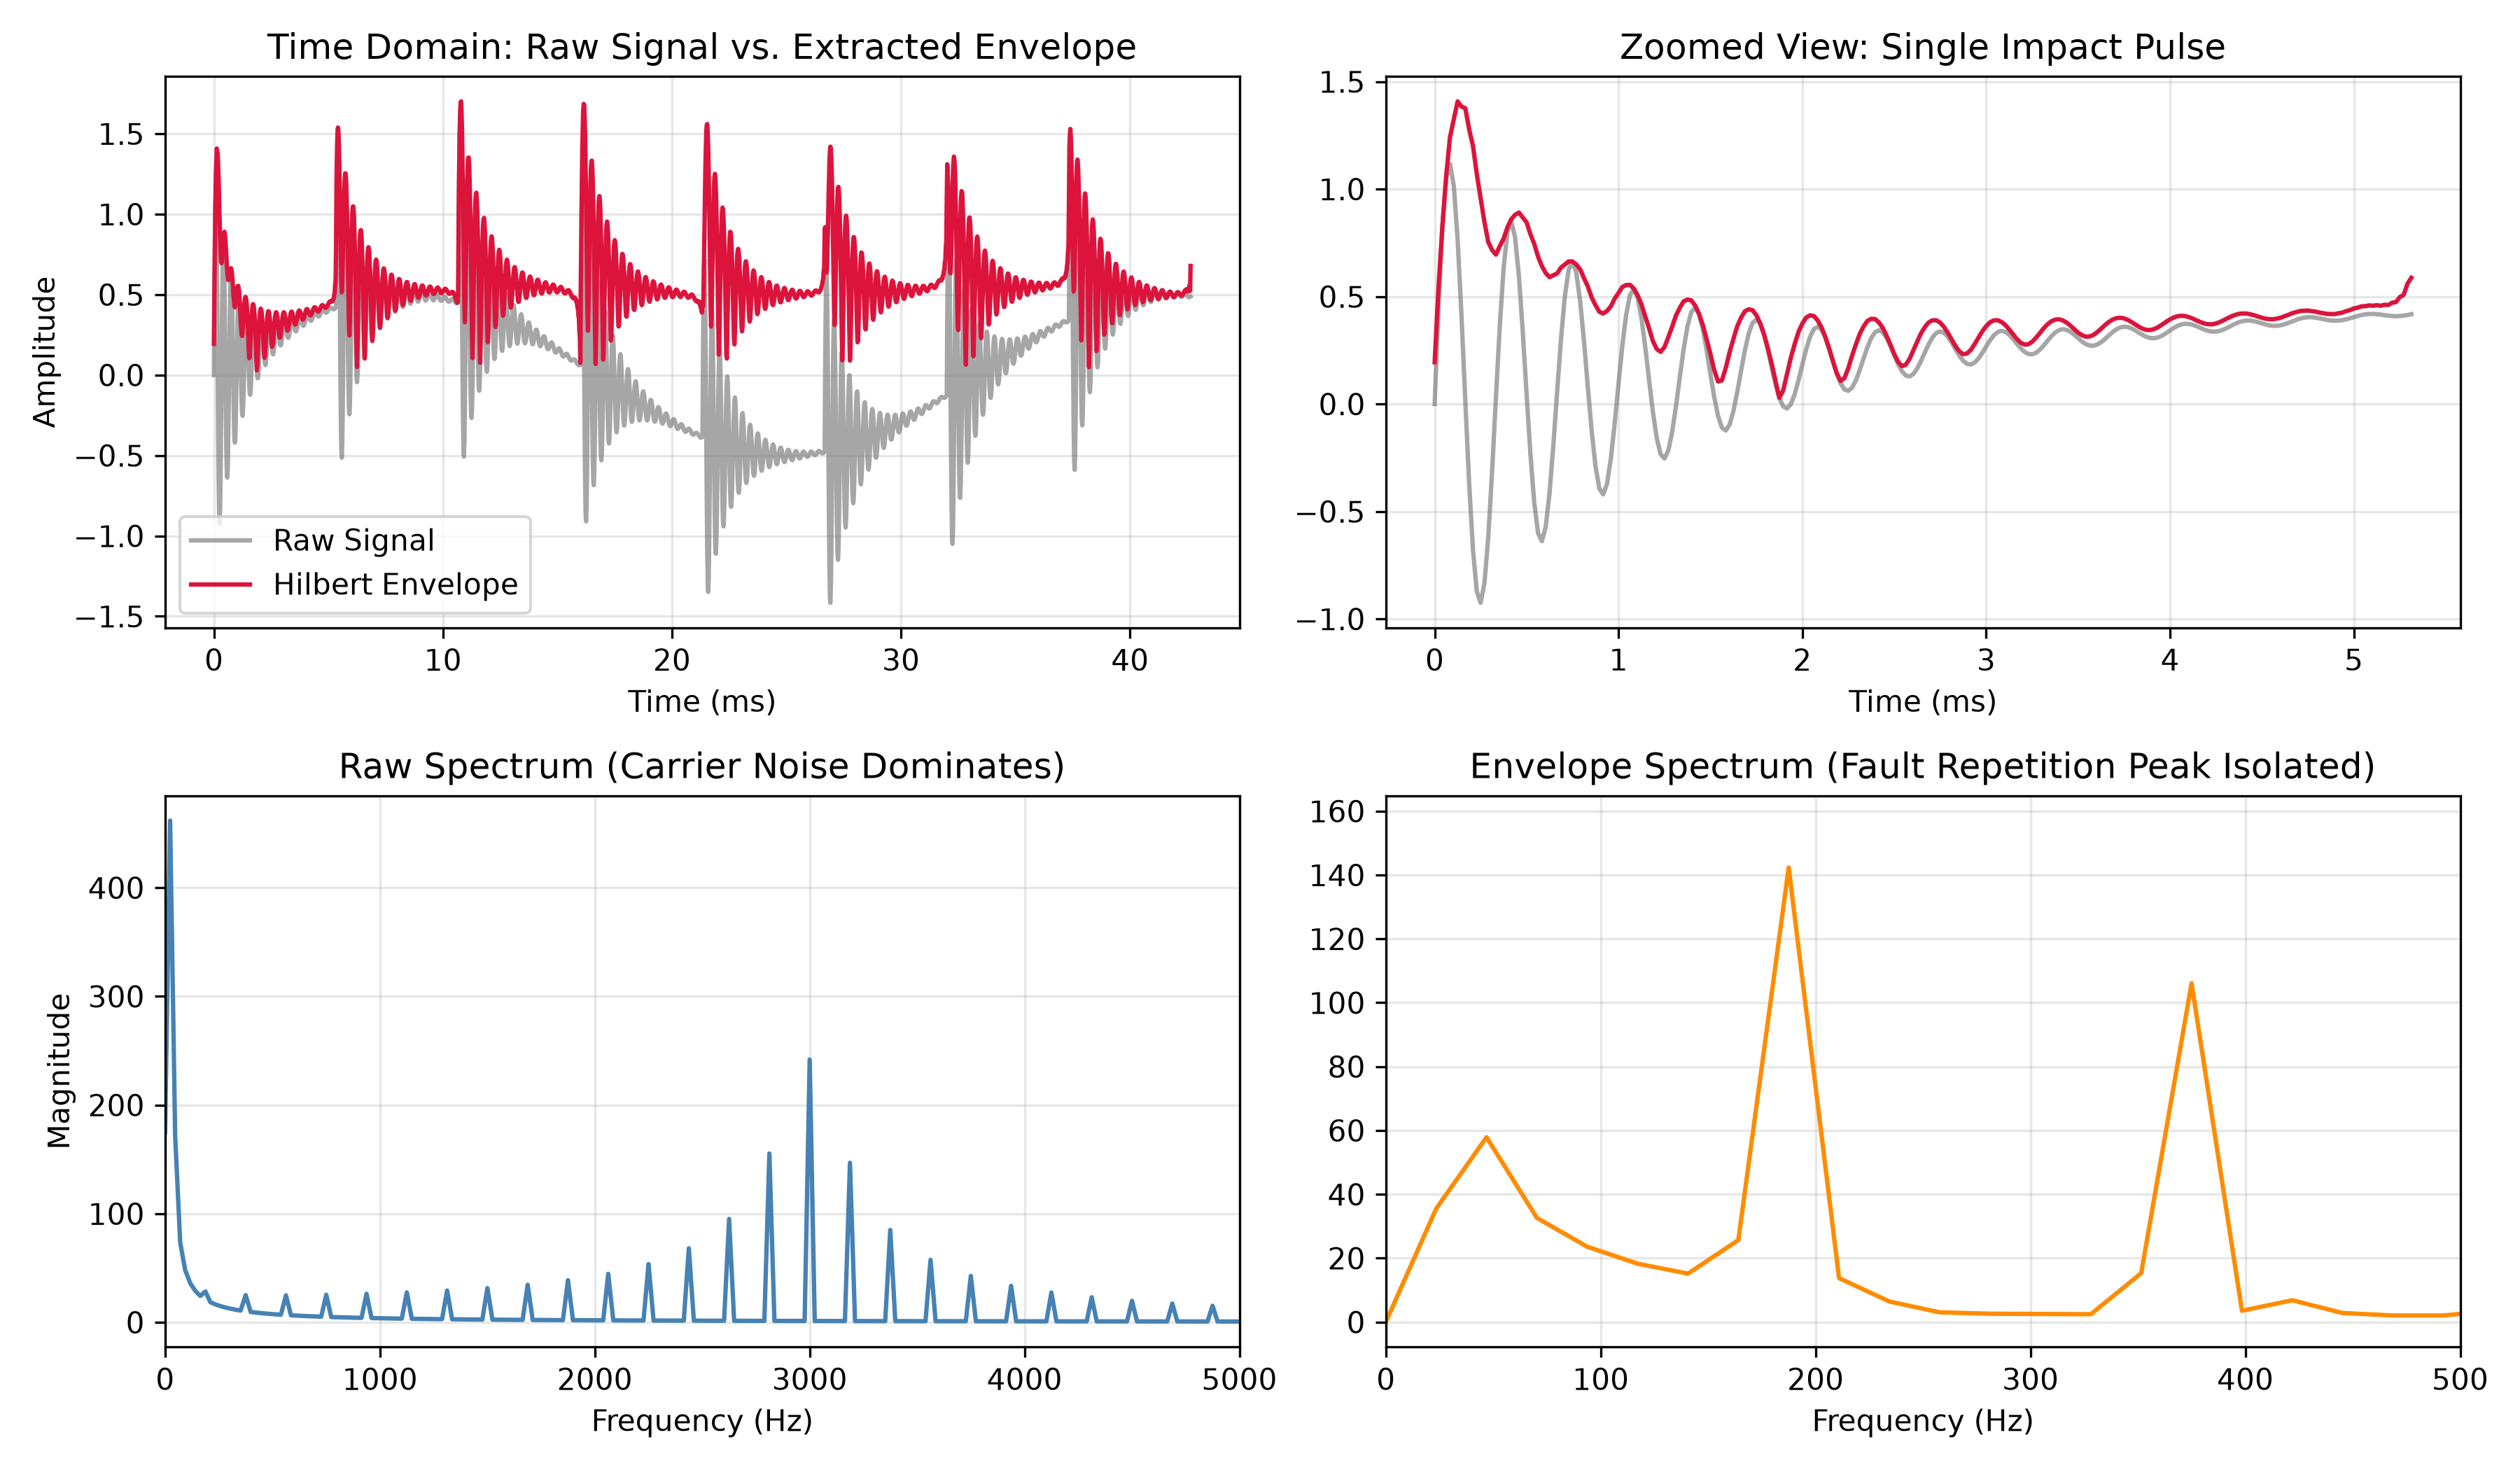 Time Domain: Raw Signal vs. Extracted Envelope
1.5
1.0
0.5
0.0
−0.5
−1.0
−1.5
Amplitude
Raw Signal
Hilbert Envelope
0 10 20 30 40
Time (ms)
Zoomed View: Single Impact Pulse
1.5
1.0
0.5
0.0
−0.5
−1.0
0 1 2 3 4 5
Time (ms)
Raw Spectrum (Carrier Noise Dominates)
400
300
200
100
0
Magnitude
0 1000 2000 3000 4000 5000
Frequency (Hz)
Envelope Spectrum (Fault Repetition Peak Isolated)
160
140
120
100
80
60
40
20
0
0 100 200 300 400 500
Frequency (Hz)